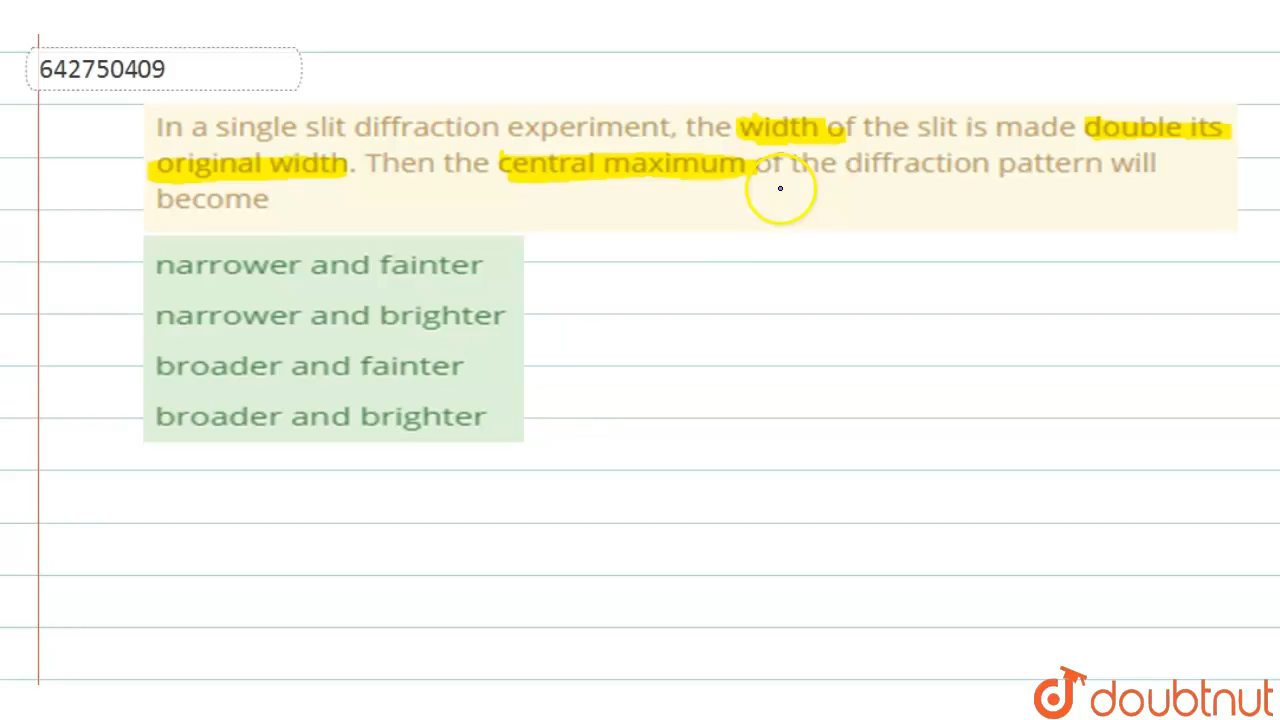 642750409
In a single slit diffraction experiment, the width of the slit is made double its
original width. Then the central maximum of the diffraction pattern will
become
narrower and fainter
narrower and brighter
broader and fainter
broader and brighter
doubtnut